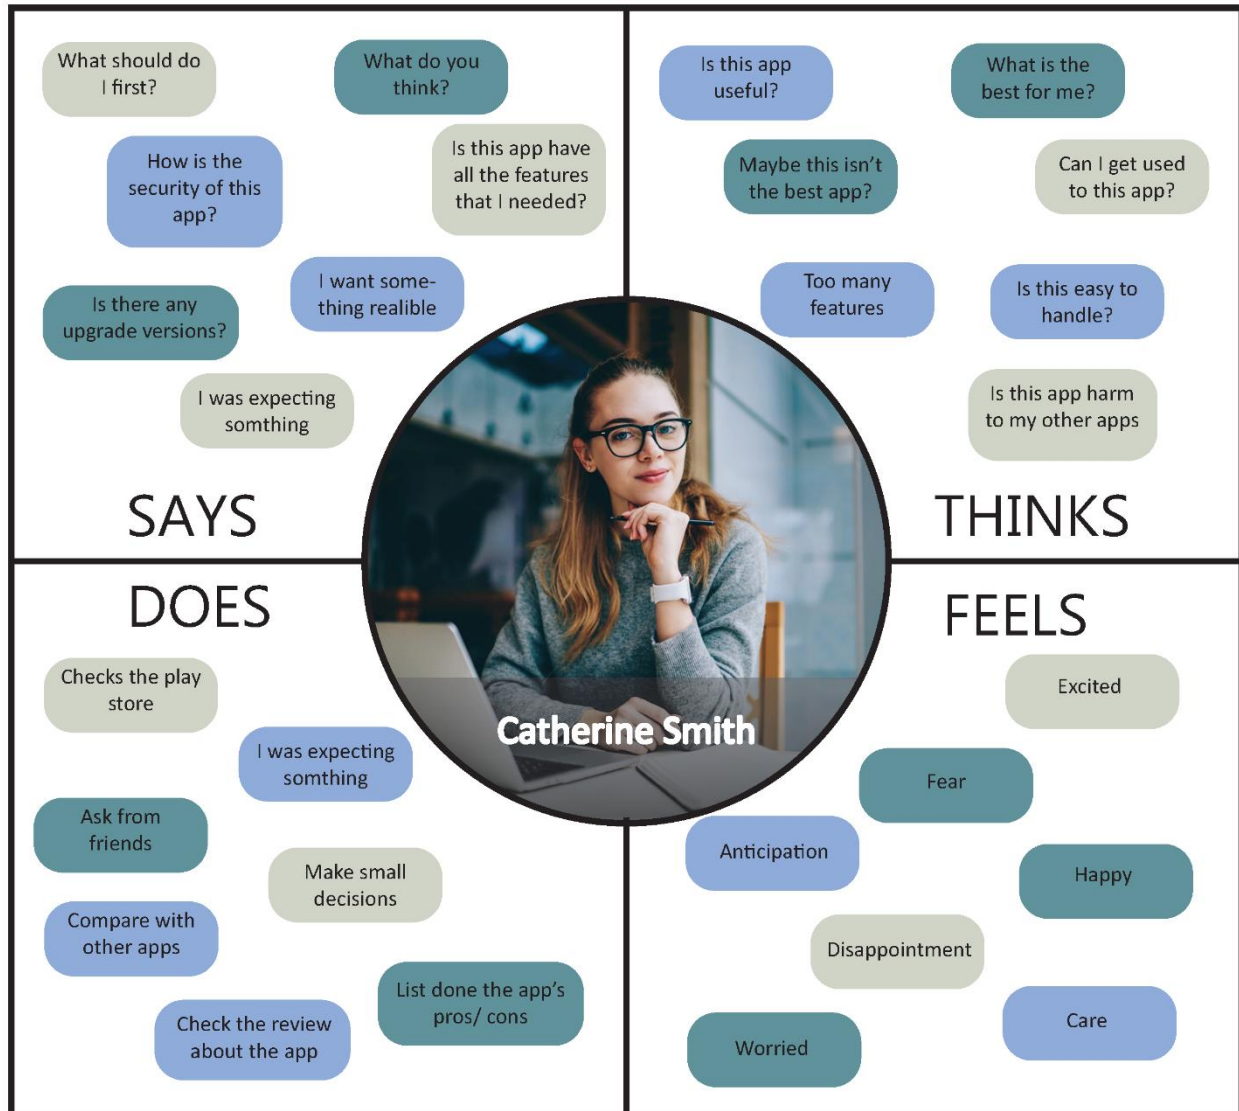 What should do
I first?
What do you
think?
How is the
security of this
app?
Is this app have
all the features
that I needed?
I want some-
thing realible
Is there any
upgrade versions?
I was expecting
somthing
SAYS
Is this app
useful?
What is the
best for me?
Maybe this isn't
the best app?
Can I get used
to this app?
Too many
features
Is this easy to
handle?
Is this app harm
to my other apps
THINKS
Catherine Smith
DOES
Checks the play
store
I was expecting
somthing
Ask from
friends
Make small
decisions
Compare with
other apps
List done the app's
pros/ cons
Check the review
about the app
FEELS
Excited
Fear
Anticipation
Happy
Disappointment
Care
Worried